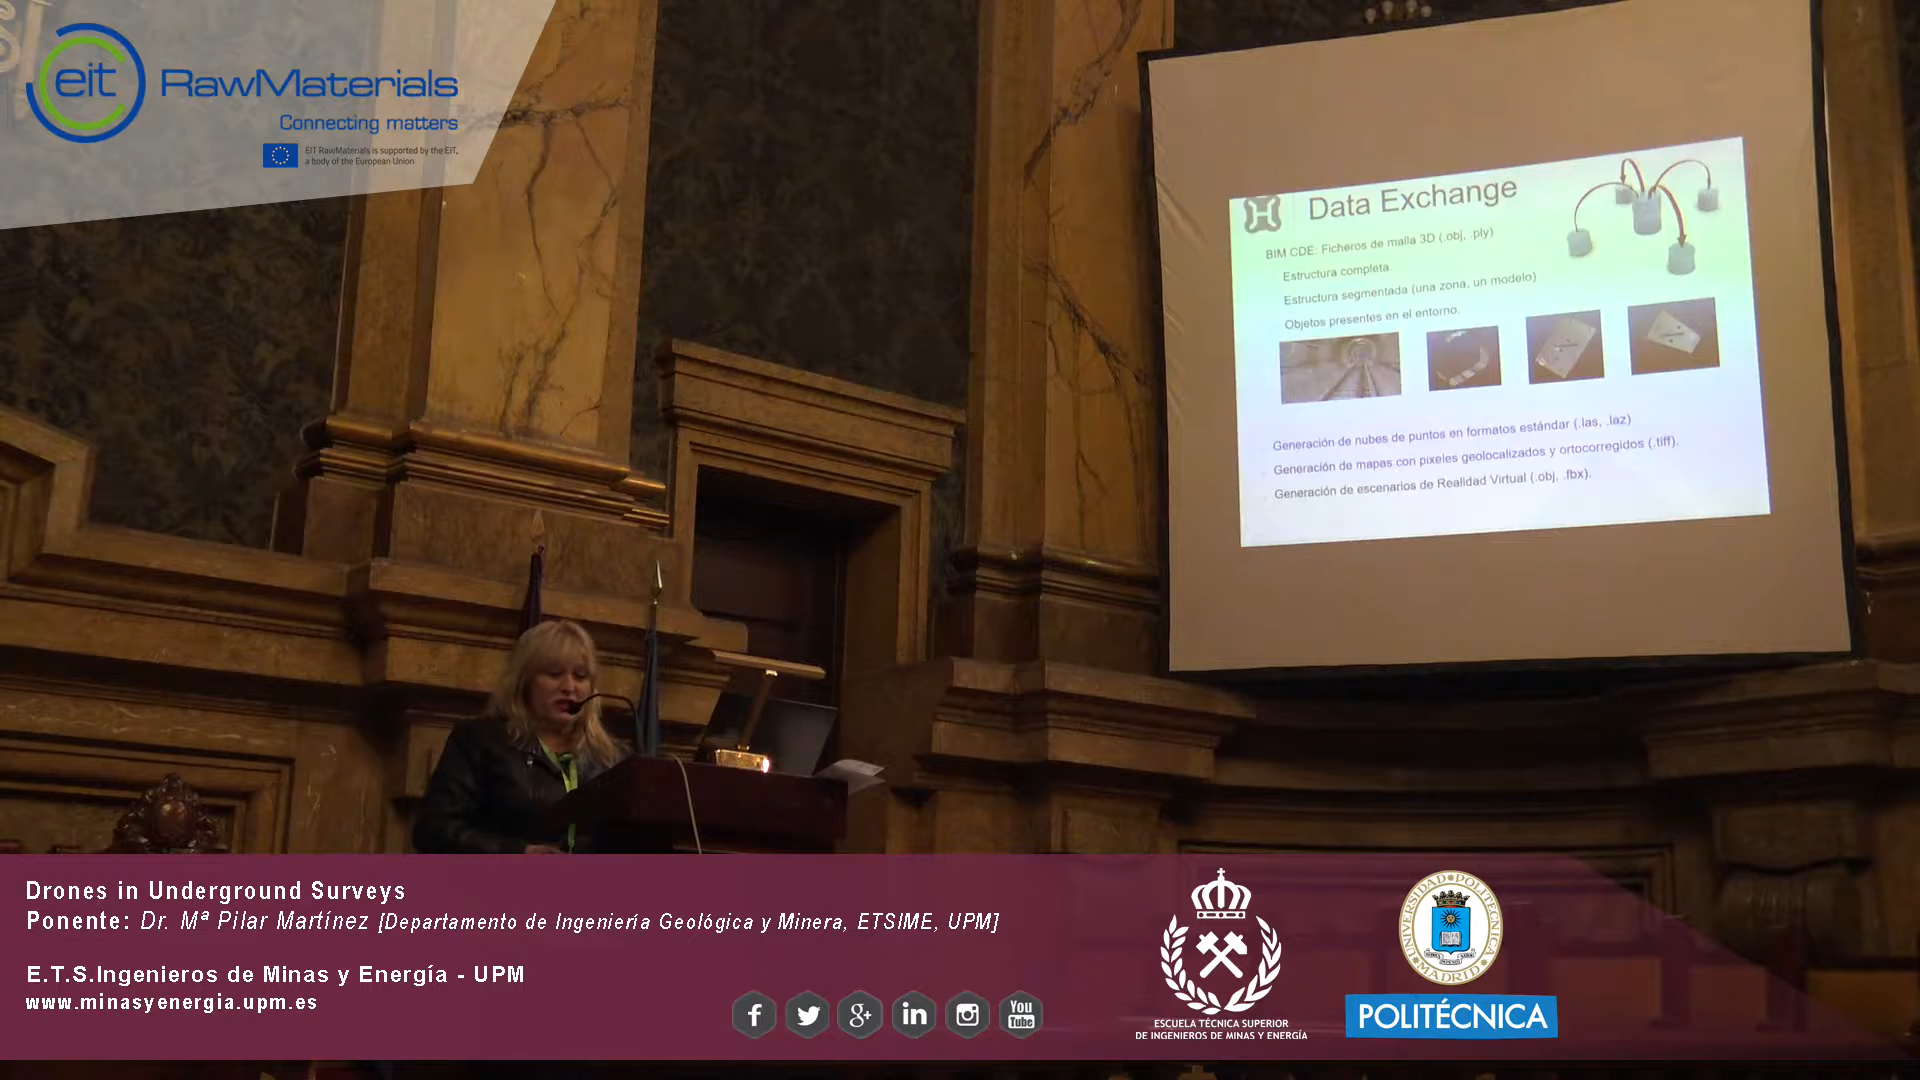 eit RawMaterials
Connecting matters
EIT RawMaterials is supported by the EIT,
a body of the European Union
Data Exchange
BIM CDE: Ficheros de malla 3D (.obj, .ply)
Estructura completa
Estructura segmentada (una zona, un modelo)
Objetos presentes en el entorno.
Generación de nubes de puntos en formatos estándar (.las, .laz)
Generación de mapas con pixeles geolocalizados y ortocorregidos (.tiff).
Generación de escenarios de Realidad Virtual (.obj, .fbx).
Drones in Underground Surveys
Ponente: Dr. Mª Pilar Martínez [Departamento de Ingeniería Geológica y Minera, ETSIME, UPM]
E.T.S.Ingenieros de Minas y Energía - UPM
www.minasyenergia.upm.es
f
g+
in
You
Tube
ESCUELA TÉCNICA SUPERIOR
DE INGENIEROS DE MINAS Y ENERGÍA
UNIVERSIDAD POLITÉCNICA
MADRID
POLITÉCNICA